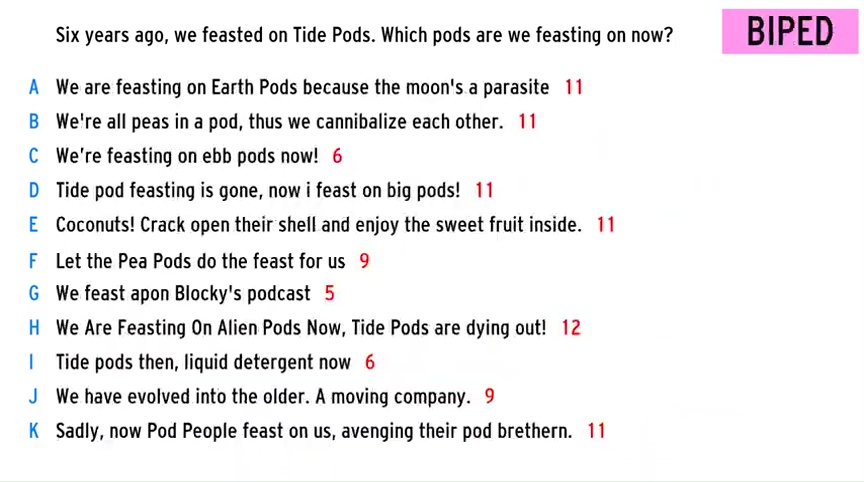 Six years ago, we feasted on Tide Pods. Which pods are we feasting on now?
BIPED
A We are feasting on Earth Pods because the moon's a parasite 11
B We're all peas in a pod, thus we cannibalize each other. 11
C We're feasting on ebb pods now! 6
D Tide pod feasting is gone, now i feast on big pods! 11
E Coconuts! Crack open their shell and enjoy the sweet fruit inside. 11
F Let the Pea Pods do the feast for us 9
G We feast apon Blocky's podcast 5
H We Are Feasting On Alien Pods Now, Tide Pods are dying out! 12
I Tide pods then, liquid detergent now 6
J We have evolved into the older. A moving company. 9
K Sadly, now Pod People feast on us, avenging their pod brethern. 11